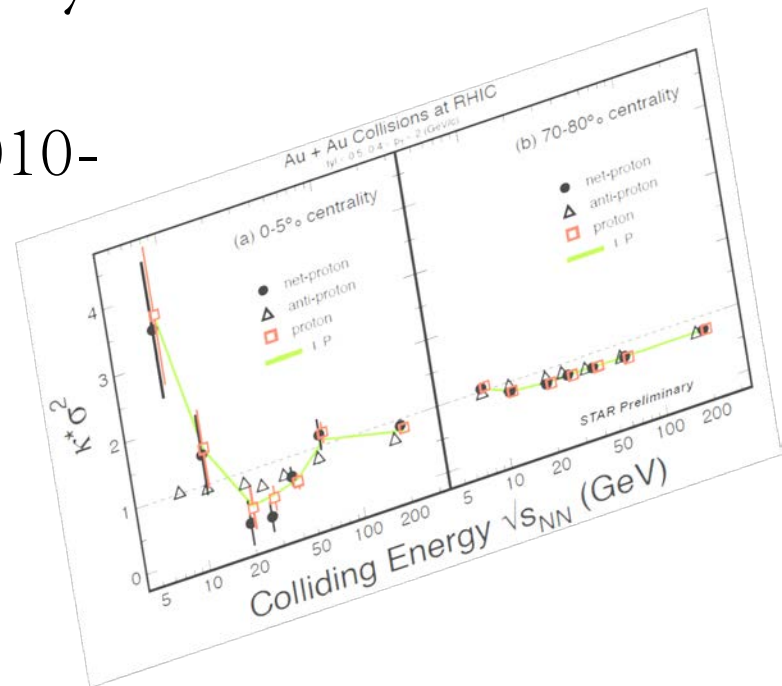 y
010-
Au + Au Collisions at RHIC
(a) 0-5% centrality
net-proton
anti-proton
proton
(b) 70-80% centrality
net-proton
anti-proton
proton
STAR Preliminary
κ*σ²
4
3
2
1
0
5 10 20 50 100 200
5 10 20 50 100 200
Colliding Energy √sNN (GeV)